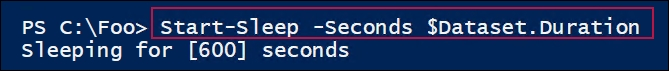 PS C:\Foo> Start-Sleep -Seconds $Dataset.Duration
Sleeping for [600] seconds